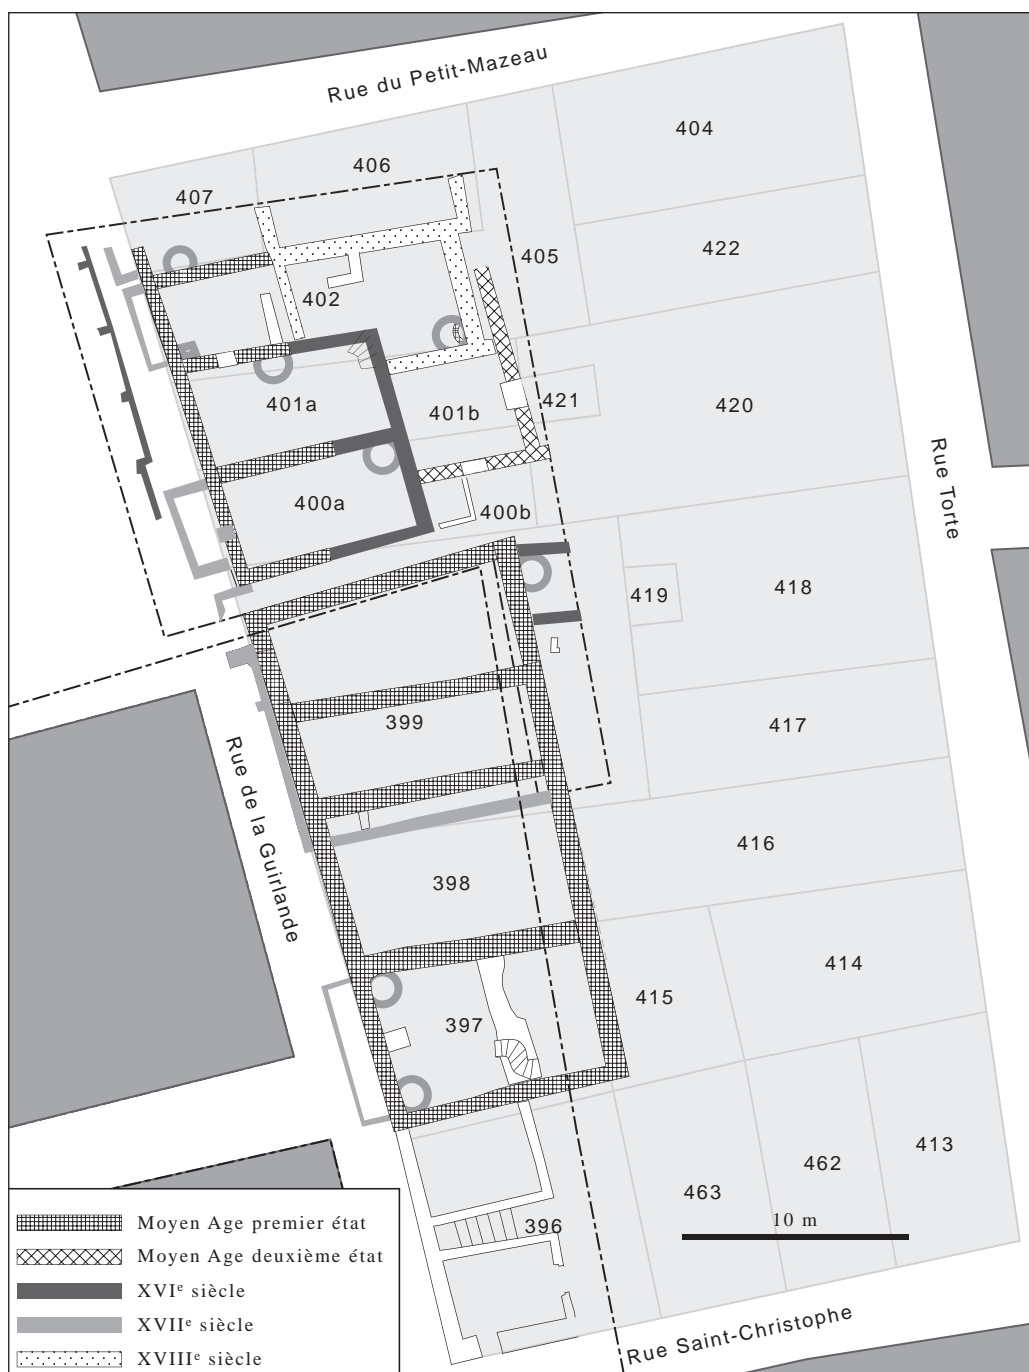 Rue du Petit-Mazeau
404
406
407
422
405
402
401a
401b
421
420
Rue Torte
400a
400b
419
418
399
417
Rue de la Guirlande
416
398
414
415
397
413
462
463
10 m
396
Rue Saint-Christophe
Moyen Age premier état
Moyen Age deuxième état
XVIe siècle
XVIIe siècle
XVIIIe siècle